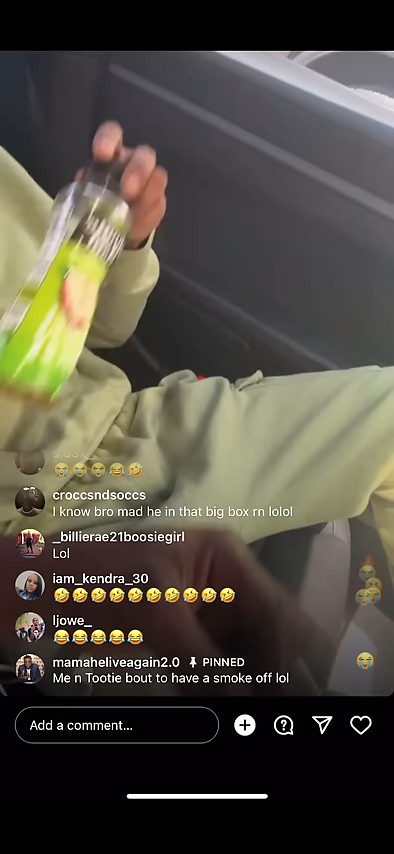 😭😭😭😂🤣
croccsndsoccs
I know bro mad he in that big box rn lolol
_billierae21boosiegirl
Lol
iam_kendra_30
🤣🤣🤣🤣🤣🤣🤣🤣🤣🤣
ljowe_
😂😂😂😂😂
mamaheliveagain2.0 PINNED
Me n Tootie bout to have a smoke off lol
Add a comment...